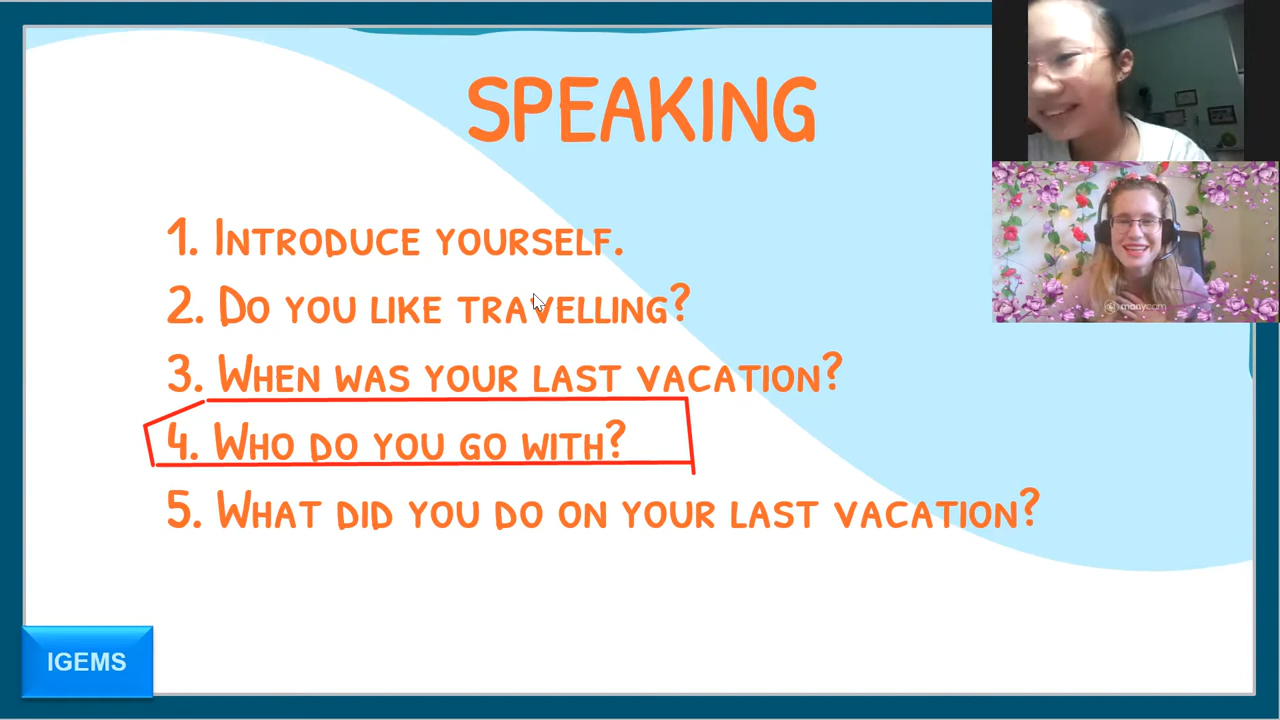 SPEAKING
1. INTRODUCE YOURSELF.
2. DO YOU LIKE TRAVELLING?
3. WHEN WAS YOUR LAST VACATION?
4. WHO DO YOU GO WITH?
5. WHAT DID YOU DO ON YOUR LAST VACATION?
manycam
IGEMS